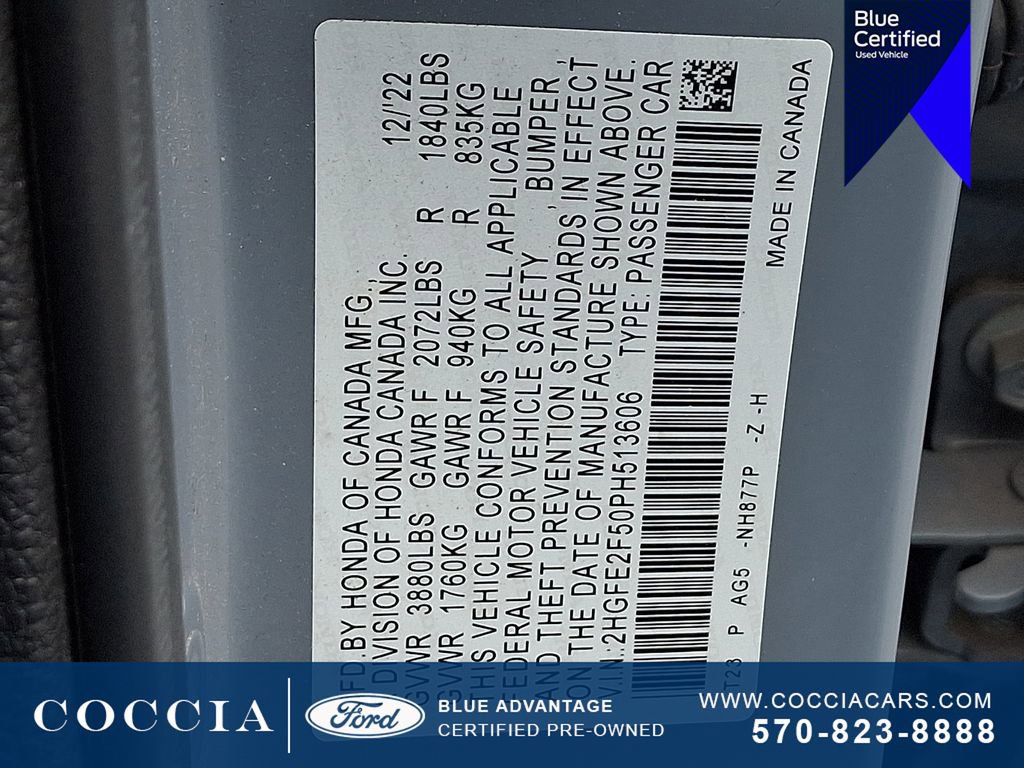 Blue
Certified
Used Vehicle
MFD.BY HONDA OF CANADA MFG.,
A DIVISION OF HONDA CANADA INC. 12/'22
GVWR 3880LBS GAWR F 2072LBS R 1840LBS
GVWR 1760KG GAWR F 940KG R 835KG
THIS VEHICLE CONFORMS TO ALL APPLICABLE
FEDERAL MOTOR VEHICLE SAFETY, BUMPER,
AND THEFT PREVENTION STANDARDS IN EFFECT
ON THE DATE OF MANUFACTURE SHOWN ABOVE.
V.I.N.:2HGFE2F50PH513606 TYPE: PASSENGER CAR
T23 P AG5 -NH877P -Z -H
MADE IN CANADA
COCCIA
Ford
BLUE ADVANTAGE
CERTIFIED PRE-OWNED
WWW.COCCIACARS.COM
570-823-8888